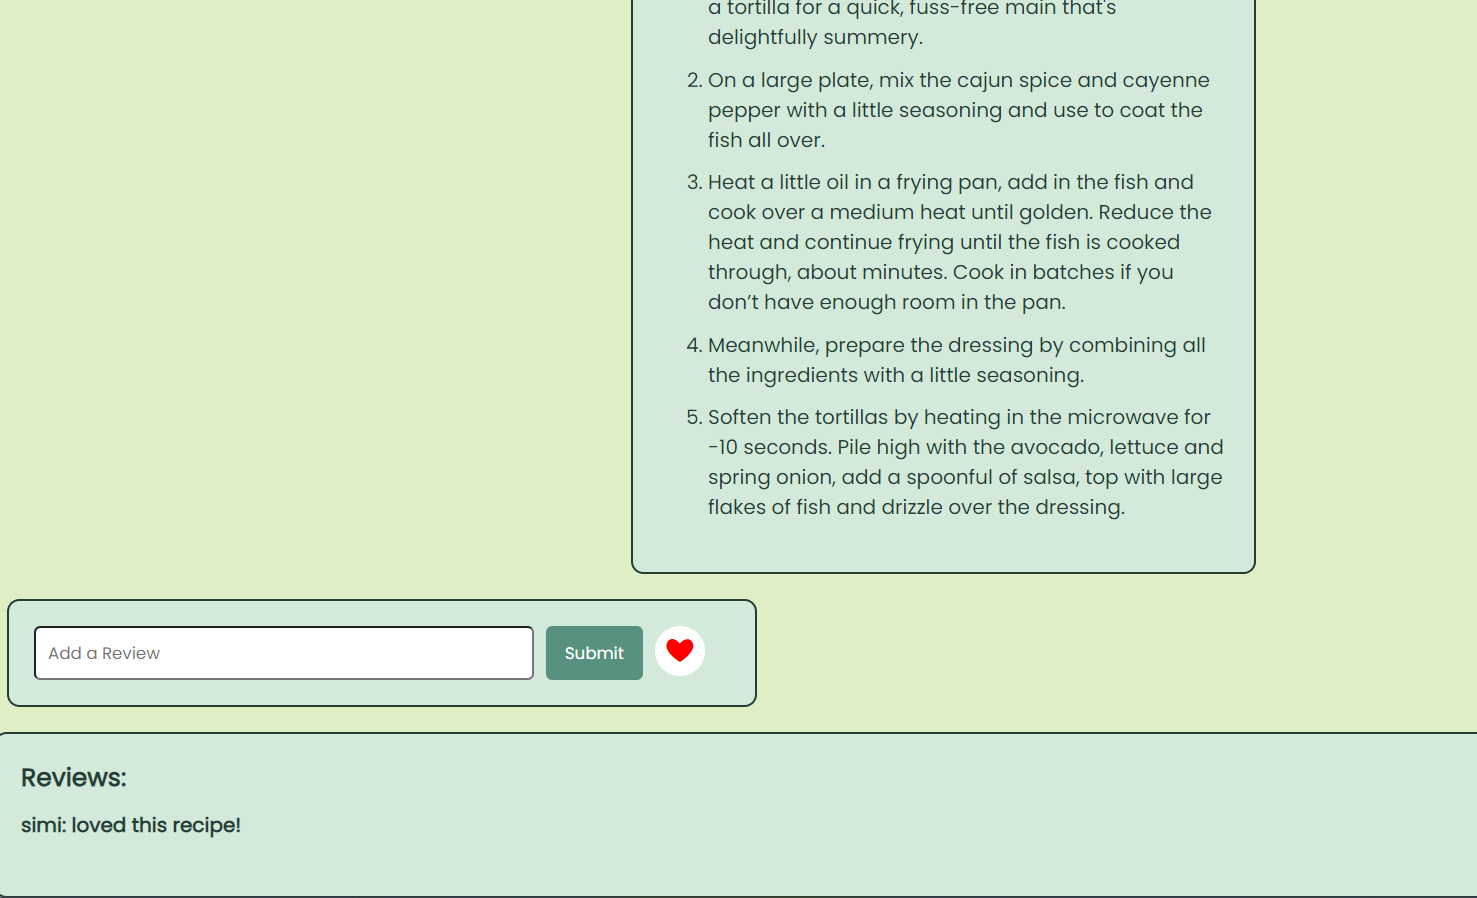 a tortilla for a quick, fuss-free main that's
delightfully summery.
2. On a large plate, mix the cajun spice and cayenne
pepper with a little seasoning and use to coat the
fish all over.
3. Heat a little oil in a frying pan, add in the fish and
cook over a medium heat until golden. Reduce the
heat and continue frying until the fish is cooked
through, about minutes. Cook in batches if you
don’t have enough room in the pan.
4. Meanwhile, prepare the dressing by combining all
the ingredients with a little seasoning.
5. Soften the tortillas by heating in the microwave for
-10 seconds. Pile high with the avocado, lettuce and
spring onion, add a spoonful of salsa, top with large
flakes of fish and drizzle over the dressing.
Add a Review
Submit
Reviews:
simi: loved this recipe!